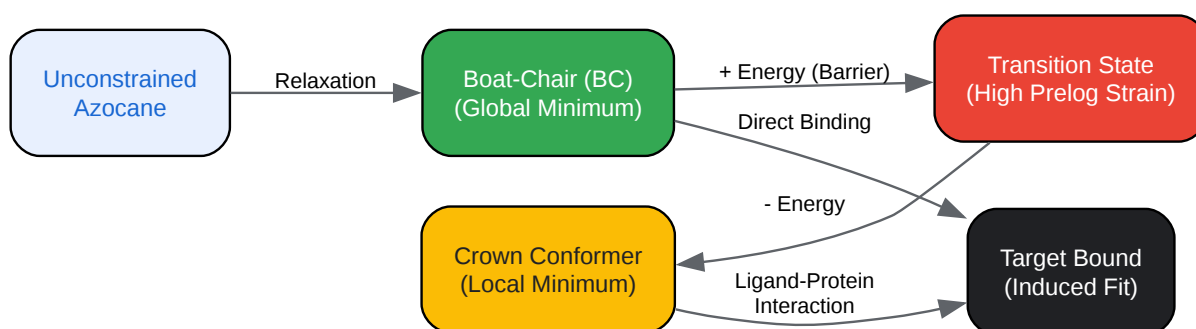 Unconstrained
Azocane
Relaxation
Boat-Chair (BC)
(Global Minimum)
+ Energy (Barrier)
Transition State
(High Prelog Strain)
Direct Binding
- Energy
Crown Conformer
(Local Minimum)
Ligand-Protein
Interaction
Target Bound
(Induced Fit)